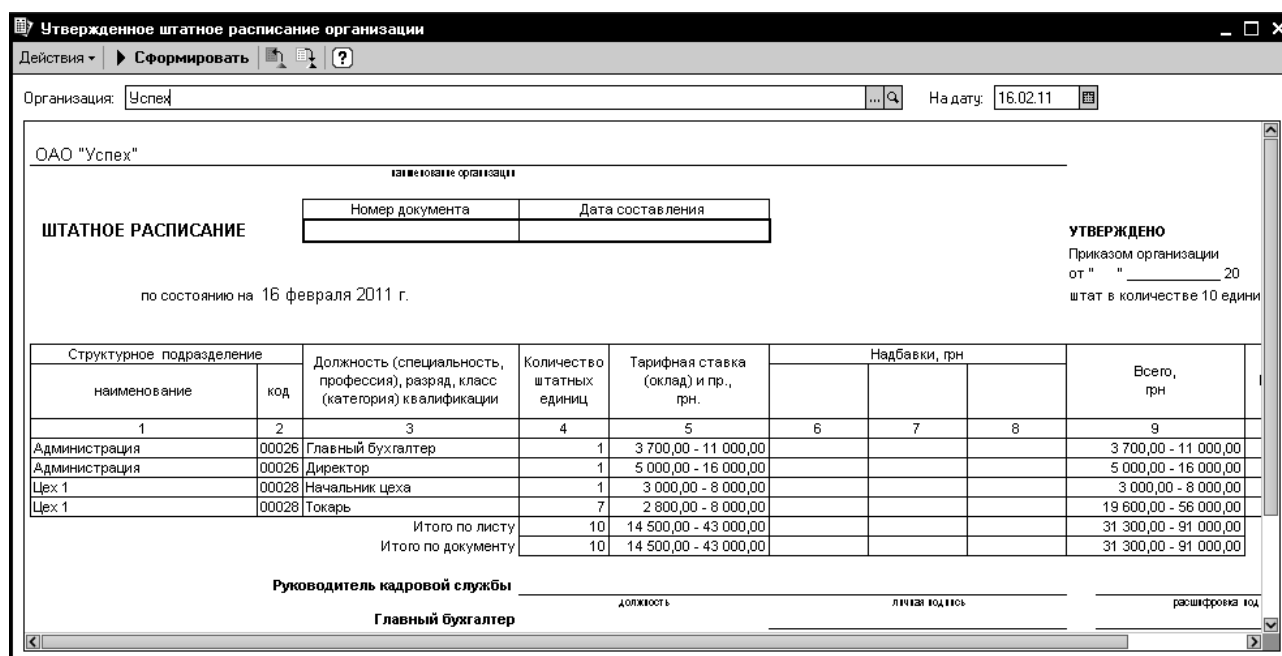 Утвержденное штатное расписание организации
Действия Сформировать ?
Организация: Успех ... На дату: 16.02.11
ОАО "Успех"
наименование организации
Номер документа Дата составления
ШТАТНОЕ РАСПИСАНИЕ
УТВЕРЖДЕНО
Приказом организации
от " " ____________ 20
по состоянию на 16 февраля 2011 г.
штат в количестве 10 едини
Структурное подразделение Должность (специальность, профессия), разряд, класс (категория) квалификации Количество штатных единиц Тарифная ставка (оклад) и пр., грн. Надбавки, грн Всего, грн
наименование код
1 2 3 4 5 6 7 8 9
Администрация 00026 Главный бухгалтер 1 3 700,00 - 11 000,00 3 700,00 - 11 000,00
Администрация 00026 Директор 1 5 000,00 - 16 000,00 5 000,00 - 16 000,00
Цех 1 00028 Начальник цеха 1 3 000,00 - 8 000,00 3 000,00 - 8 000,00
Цех 1 00028 Токарь 7 2 800,00 - 8 000,00 19 600,00 - 56 000,00
Итого по листу 10 14 500,00 - 43 000,00 31 300,00 - 91 000,00
Итого по документу 10 14 500,00 - 43 000,00 31 300,00 - 91 000,00
Руководитель кадровой службы
должность личная подпись расшифровка под
Главный бухгалтер